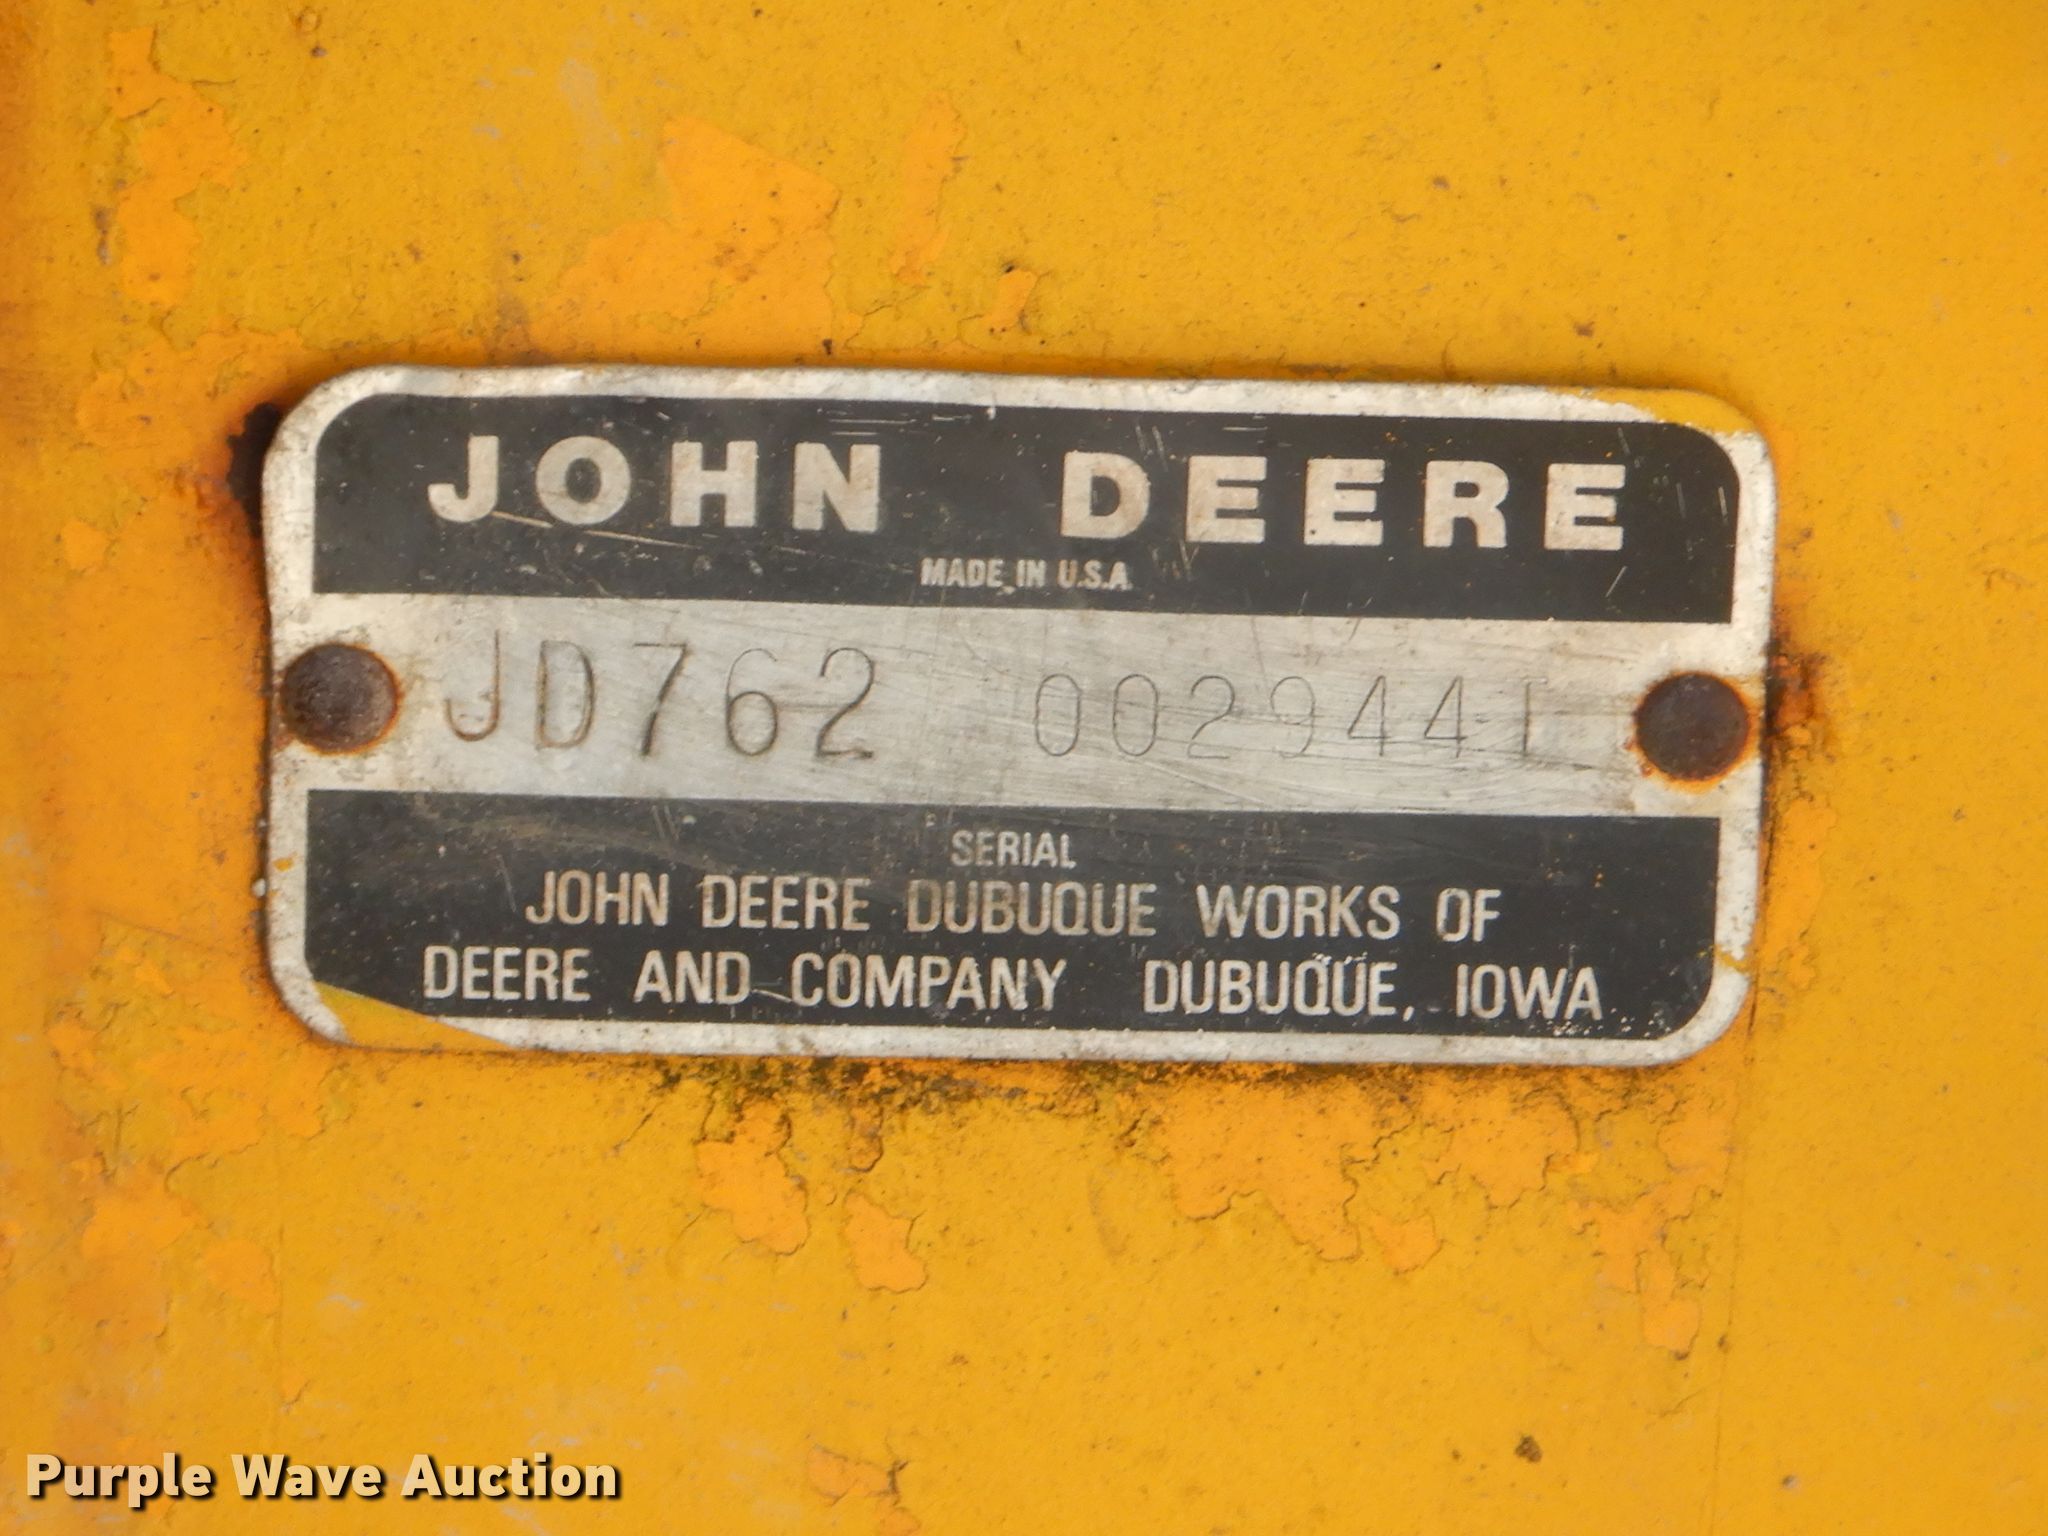 JOHN DEERE
MADE IN U.S.A.
JD762 002944 T
SERIAL
JOHN DEERE DUBUQUE WORKS OF
DEERE AND COMPANY DUBUQUE, IOWA
Purple Wave Auction